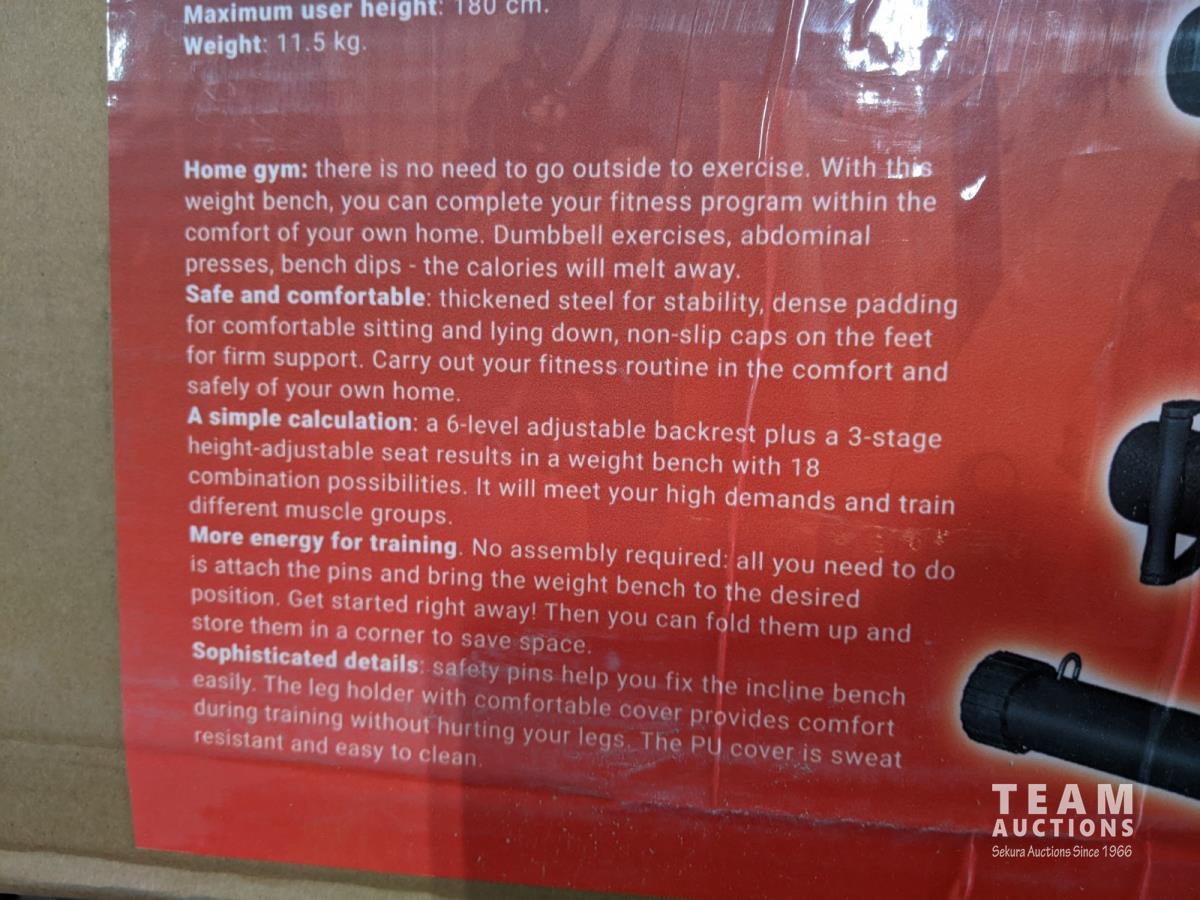 Maximum user height: 180 cm.
Weight: 11.5 kg.
Home gym: there is no need to go outside to exercise. With this
weight bench, you can complete your fitness program within the
comfort of your own home. Dumbbell exercises, abdominal
presses, bench dips - the calories will melt away.
Safe and comfortable: thickened steel for stability, dense padding
for comfortable sitting and lying down, non-slip caps on the feet
for firm support. Carry out your fitness routine in the comfort and
safely of your own home.
A simple calculation: a 6-level adjustable backrest plus a 3-stage
height-adjustable seat results in a weight bench with 18
combination possibilities. It will meet your high demands and train
different muscle groups.
More energy for training. No assembly required: all you need to do
is attach the pins and bring the weight bench to the desired
position. Get started right away! Then you can fold them up and
store them in a corner to save space.
Sophisticated details: safety pins help you fix the incline bench
easily. The leg holder with comfortable cover provides comfort
during training without hurting your legs. The PU cover is sweat
resistant and easy to clean.
TEAM
AUCTIONS
Sekura Auctions Since 1966